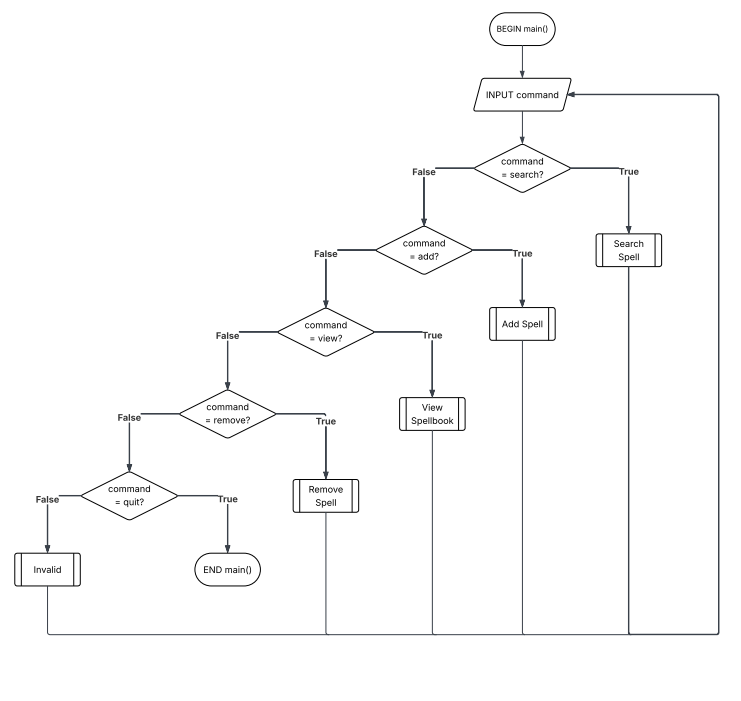 BEGIN main()
INPUT command
command
= search?
False
True
command
= add?
Search
Spell
False
True
command
= view?
Add Spell
False
True
command
= remove?
View
Spellbook
False
True
command
= quit?
Remove
Spell
False
True
Invalid
END main()